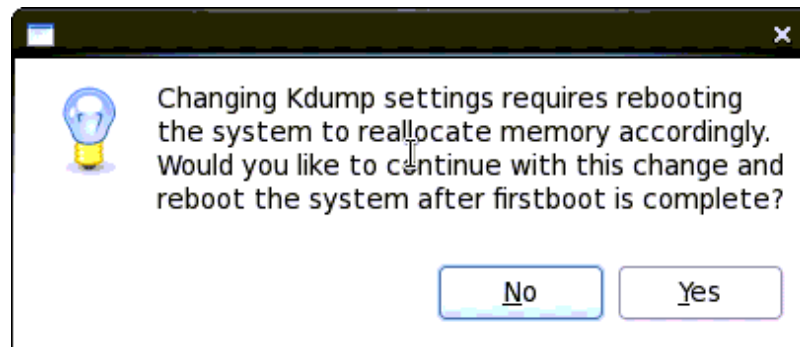 Changing Kdump settings requires rebooting
the system to reallocate memory accordingly.
Would you like to continue with this change and
reboot the system after firstboot is complete?
No
Yes